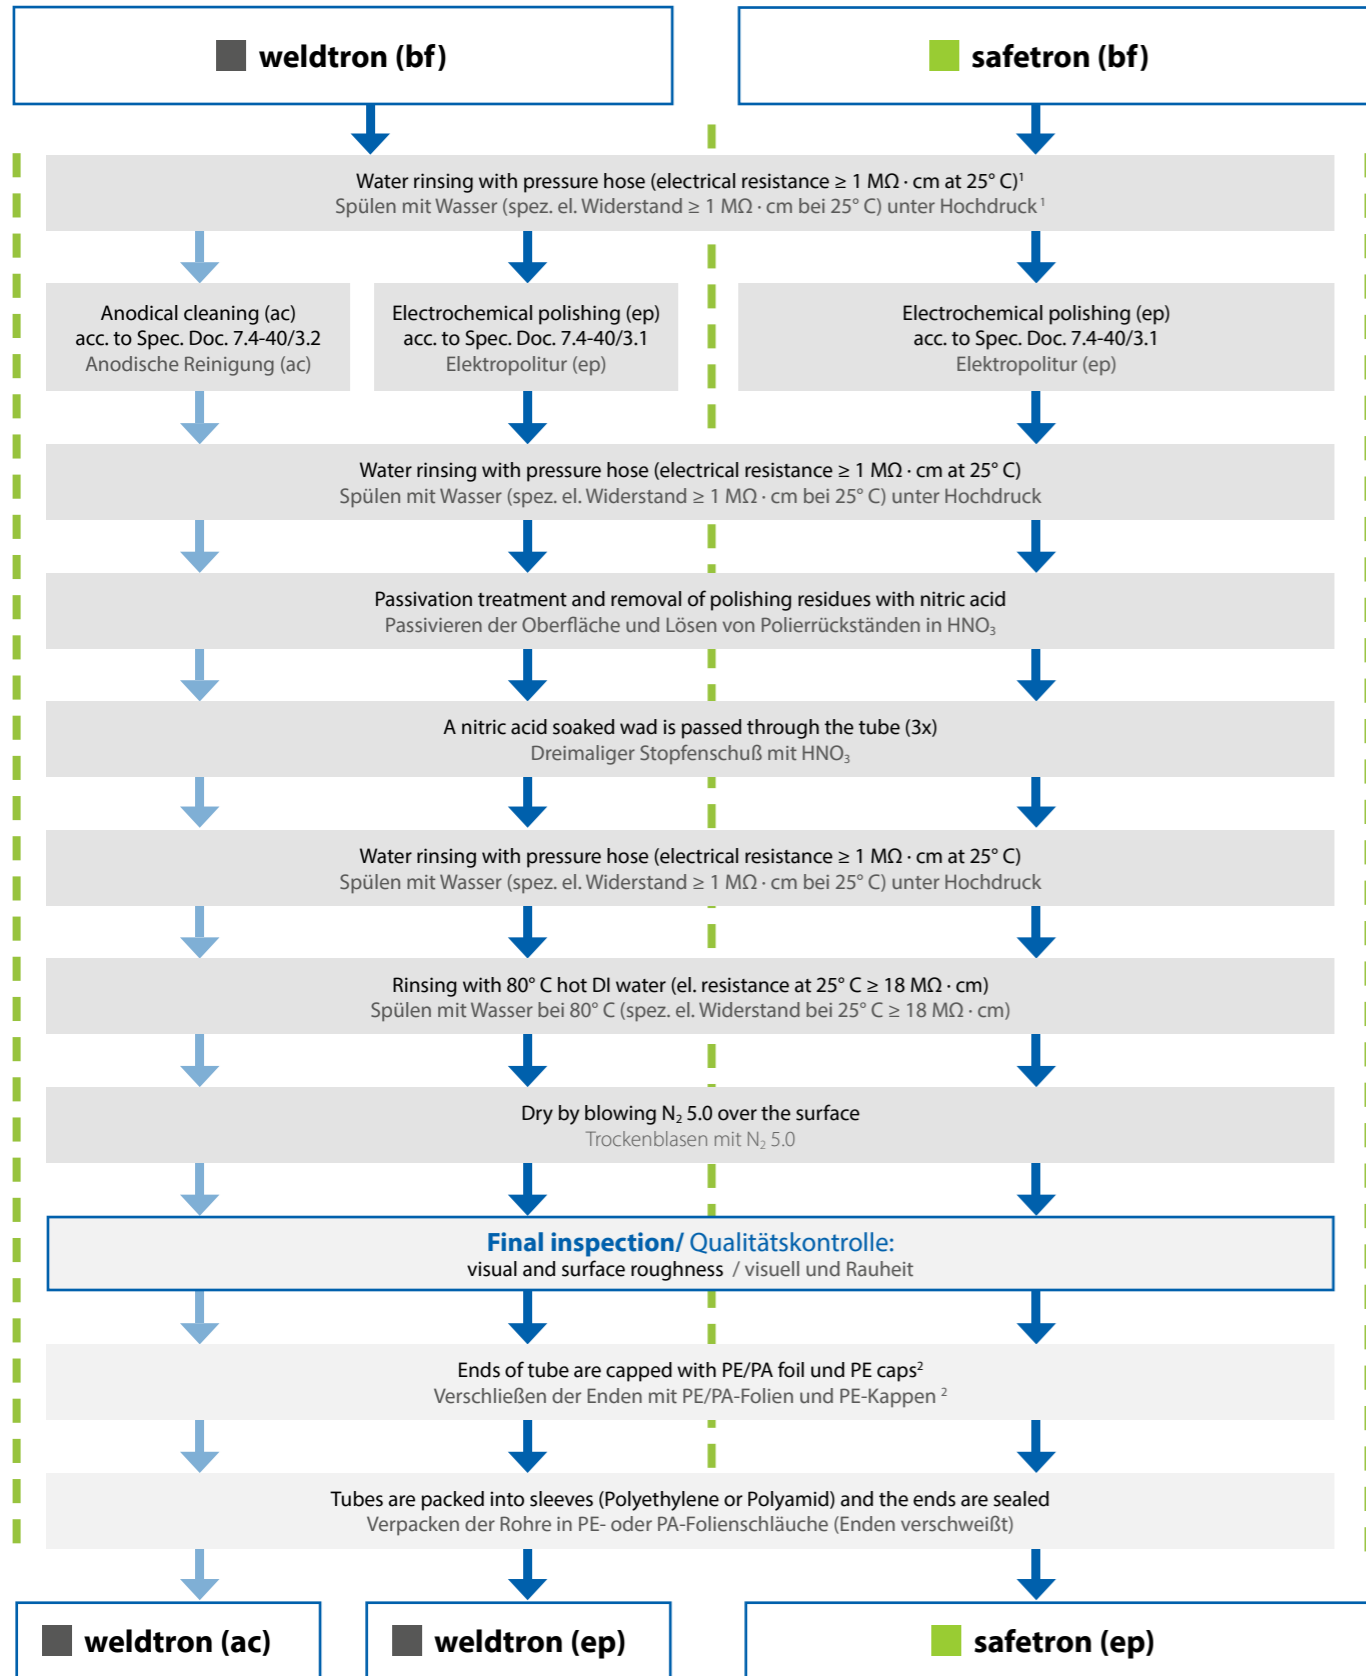 weldtron (bf)
safetron (bf)
Water rinsing with pressure hose (electrical resistance ≥ 1 MΩ · cm at 25° C)¹
Spülen mit Wasser (spez. el. Widerstand ≥ 1 MΩ · cm bei 25° C) unter Hochdruck ¹
Anodical cleaning (ac)
acc. to Spec. Doc. 7.4-40/3.2
Anodische Reinigung (ac)
Electrochemical polishing (ep)
acc. to Spec. Doc. 7.4-40/3.1
Elektropolitur (ep)
Electrochemical polishing (ep)
acc. to Spec. Doc. 7.4-40/3.1
Elektropolitur (ep)
Water rinsing with pressure hose (electrical resistance ≥ 1 MΩ · cm at 25° C)
Spülen mit Wasser (spez. el. Widerstand ≥ 1 MΩ · cm bei 25° C) unter Hochdruck
Passivation treatment and removal of polishing residues with nitric acid
Passivieren der Oberfläche und Lösen von Polierrückständen in HNO₃
A nitric acid soaked wad is passed through the tube (3x)
Dreimaliger Stopfenschuß mit HNO₃
Water rinsing with pressure hose (electrical resistance ≥ 1 MΩ · cm at 25° C)
Spülen mit Wasser (spez. el. Widerstand ≥ 1 MΩ · cm bei 25° C) unter Hochdruck
Rinsing with 80° C hot DI water (el. resistance at 25° C ≥ 18 MΩ · cm)
Spülen mit Wasser bei 80° C (spez. el. Widerstand bei 25° C ≥ 18 MΩ · cm)
Dry by blowing N₂ 5.0 over the surface
Trockenblasen mit N₂ 5.0
Final inspection/ Qualitätskontrolle:
visual and surface roughness / visuell und Rauheit
Ends of tube are capped with PE/PA foil und PE caps²
Verschließen der Enden mit PE/PA-Folien und PE-Kappen ²
Tubes are packed into sleeves (Polyethylene or Polyamid) and the ends are sealed
Verpacken der Rohre in PE- oder PA-Folienschläuche (Enden verschweißt)
weldtron (ac)
weldtron (ep)
safetron (ep)